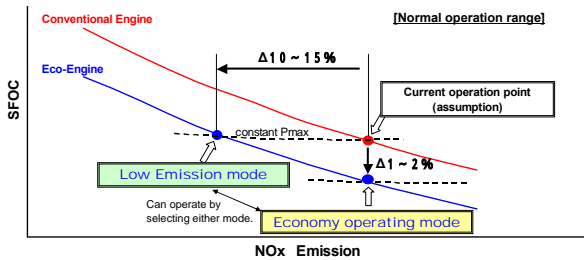 Conventional Engine
[Normal operation range]
Δ10~15%
Eco-Engine
Current operation point
(assumption)
SFOC
constant Pmax
Δ1~2%
Low Emission mode
Can operate by
selecting either mode.
Economy operating mode
NOx Emission